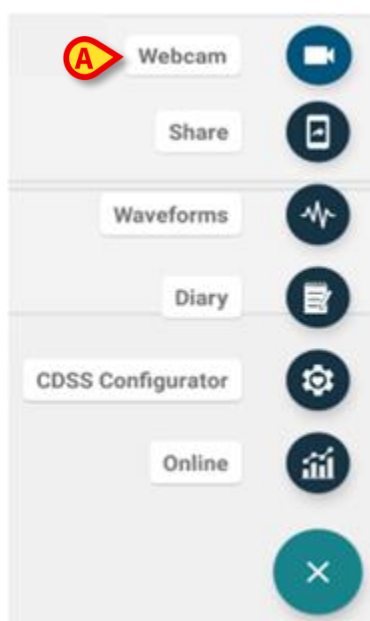 A
Webcam
Share
Waveforms
Diary
CDSS Configurator
Online